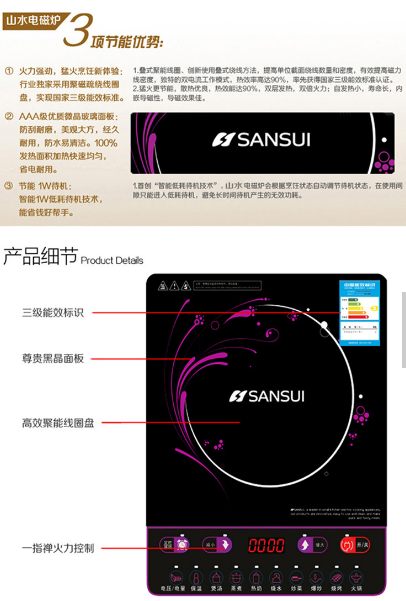 山水电磁炉
3项节能优势:
① 火力强劲，猛火烹饪新体验;
行业独家采用聚磁疏绕线圈
盘，实现国家三级能效标准。
1.叠式聚能线圈、创新使用叠式绕线方法，提高单位截面绕线数量和密度，有效提高磁力
线密度，独特的双电流工作模式，热效率高达90%，率先获得国家三级能效标准认证。
2.猛火更节能，散热优良，热效能达90%，双层发热，双倍火力；自发热小，寿命长，内
嵌导磁性，导磁效果佳。
② AAA级优质微晶玻璃面板;
防刮耐磨，美观大方，经久
耐用，防水易清洁。100%
发热面积加热快速均匀，
省电耐用。
SANSUI
③ 节能 1W待机;
智能1W低耗待机技术，
能省钱好帮手。
1.首创“智能低耗待机技术”, 山水 电磁炉会根据烹饪状态自动调节待机状态，在使用间
隙只能进入低耗待机，避免长时间待机产生的无效功耗。
产品细节 Product Details
三级能效标识
尊贵黑晶面板
SANSUI
高效聚能线圈盘
一指禅火力控制
减小
0000
增大
开/关
电压/电量 保温 煲汤 蒸煮 热奶 烧水 炒菜 爆炒 烧烤 火锅